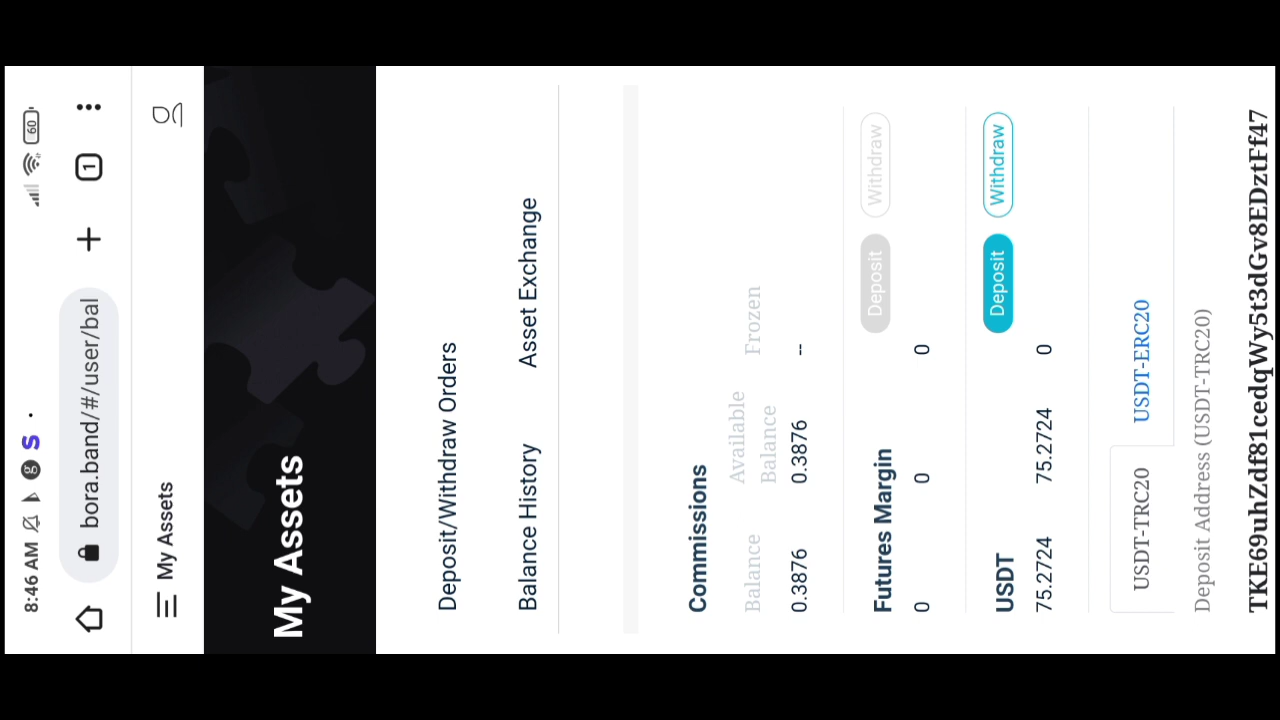 8:46 AM
60
bora.band/#/user/bal
1
My Assets
My Assets
Deposit/Withdraw Orders
Balance History Asset Exchange
Commissions
Balance Available Balance Frozen
0.3876 0.3876 --
Futures Margin Deposit Withdraw
0 0 0
USDT Deposit Withdraw
75.2724 75.2724 0
USDT-TRC20 USDT-ERC20
Deposit Address (USDT-TRC20)
TKE69uhZdf81cedqWy5t3dGv8EDztFf47